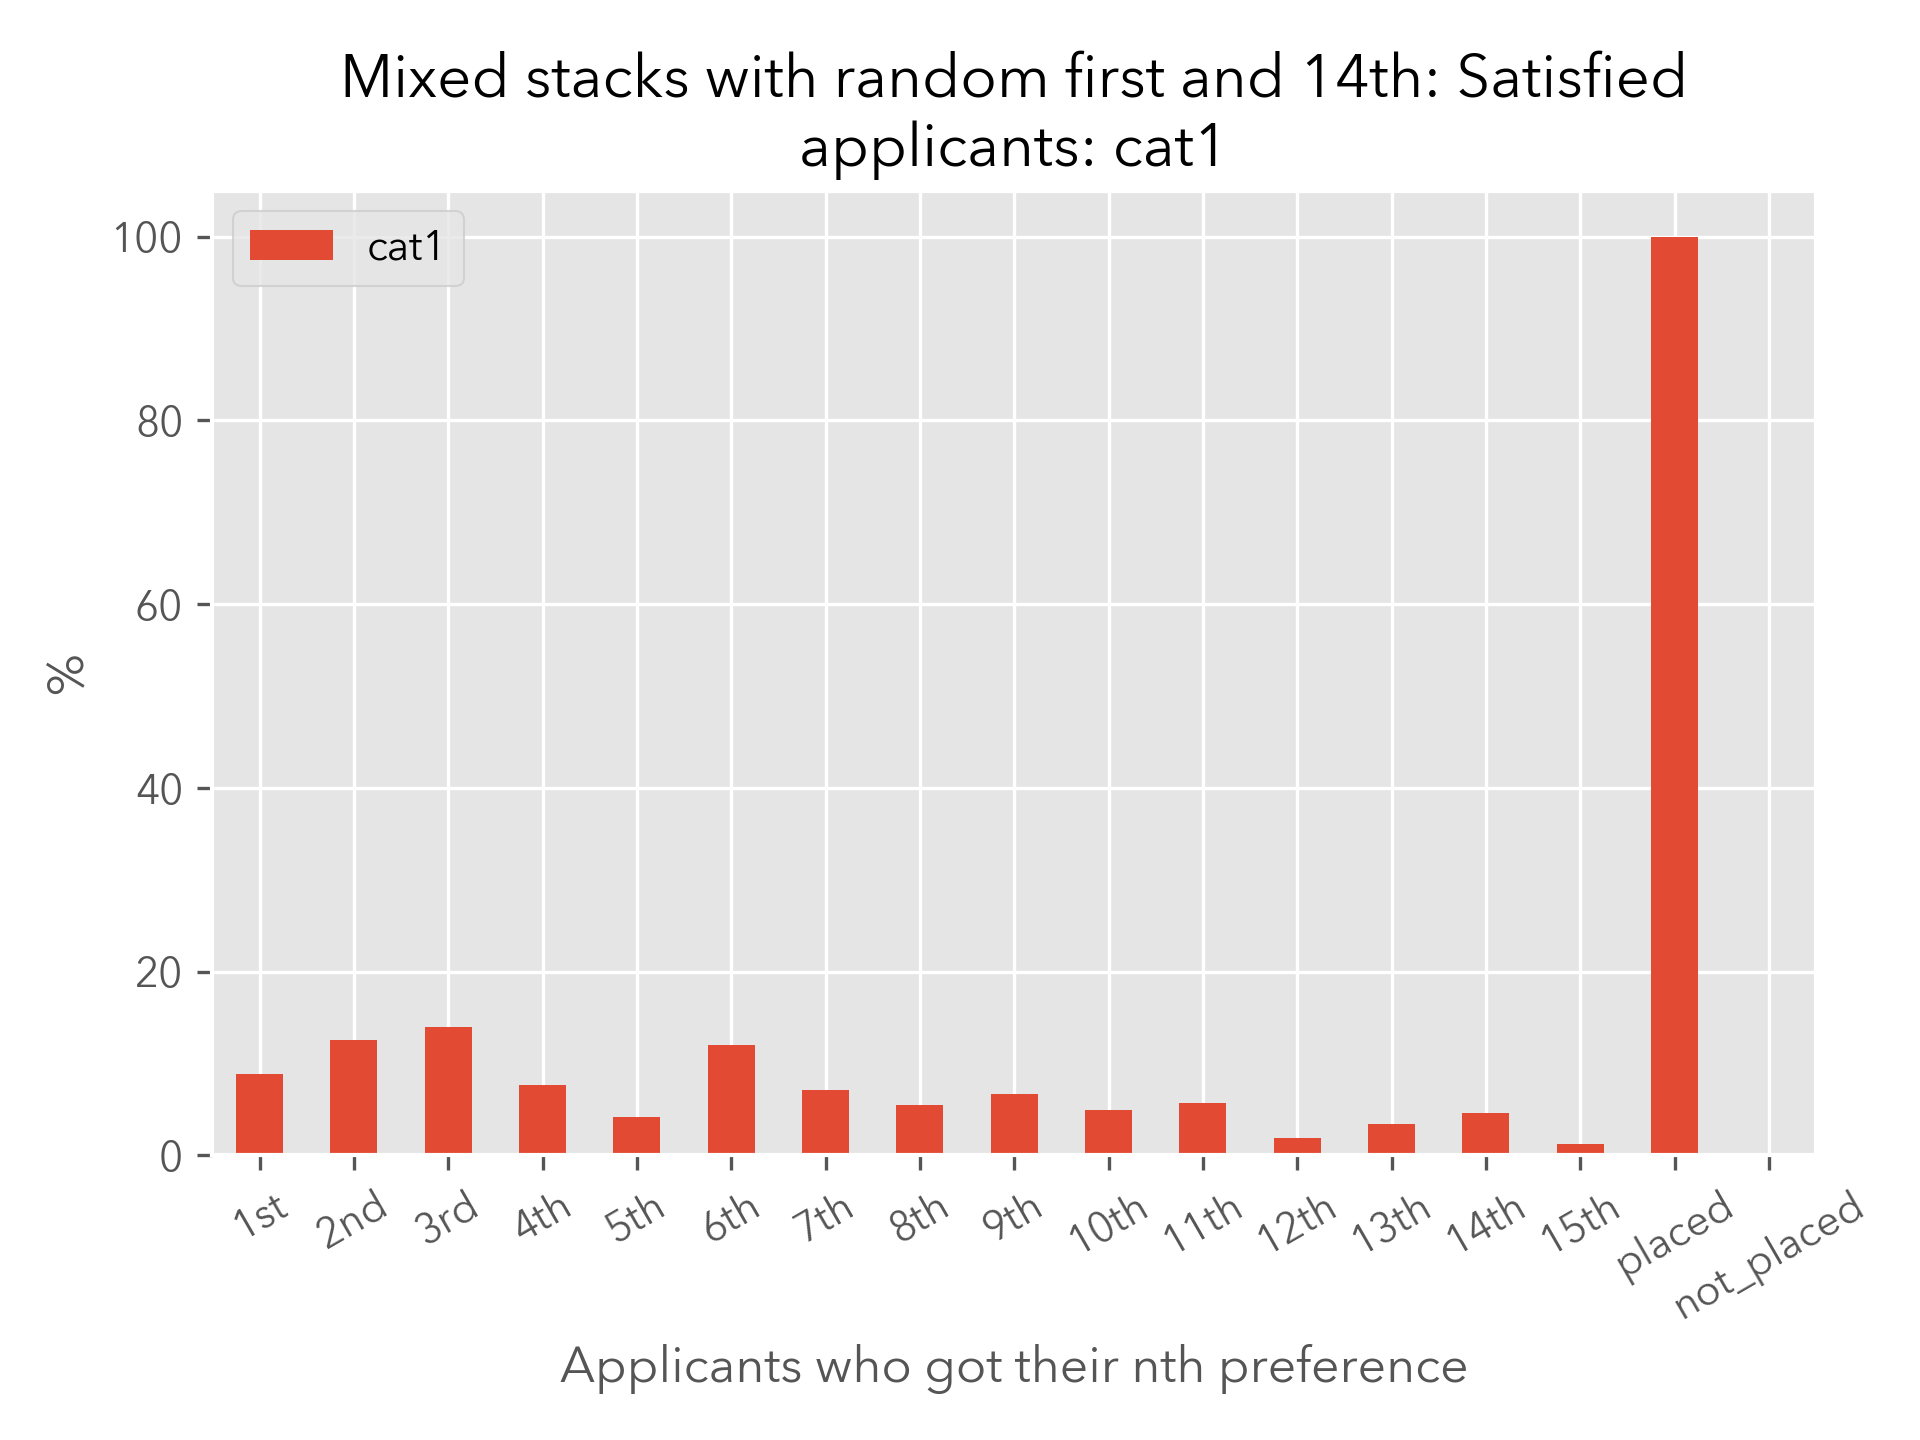 Mixed stacks with random first and 14th: Satisfied
applicants: cat1
cat1
100
80
60
40
20
0
%
1st 2nd 3rd 4th 5th 6th 7th 8th 9th 10th 11th 12th 13th 14th 15th placed not_placed
Applicants who got their nth preference